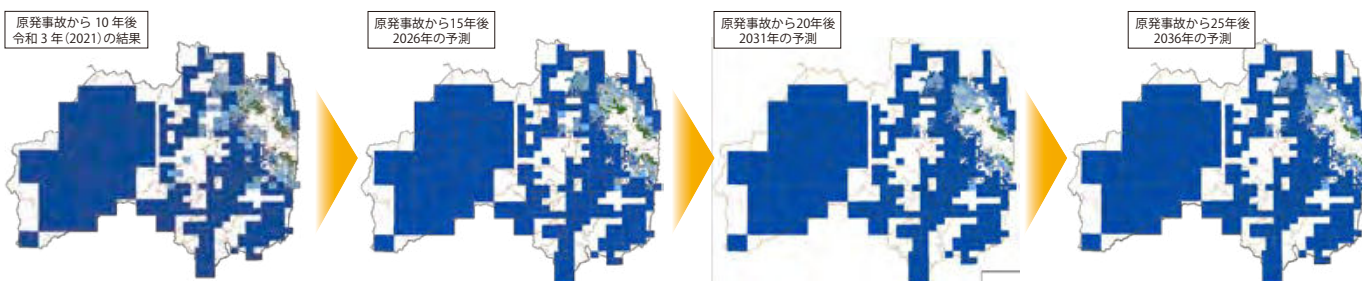 原発事故から 10 年後
令和 3 年(2021)の結果
原発事故から15年後
2026年の予測
原発事故から20年後
2031年の予測
原発事故から25年後
2036年の予測